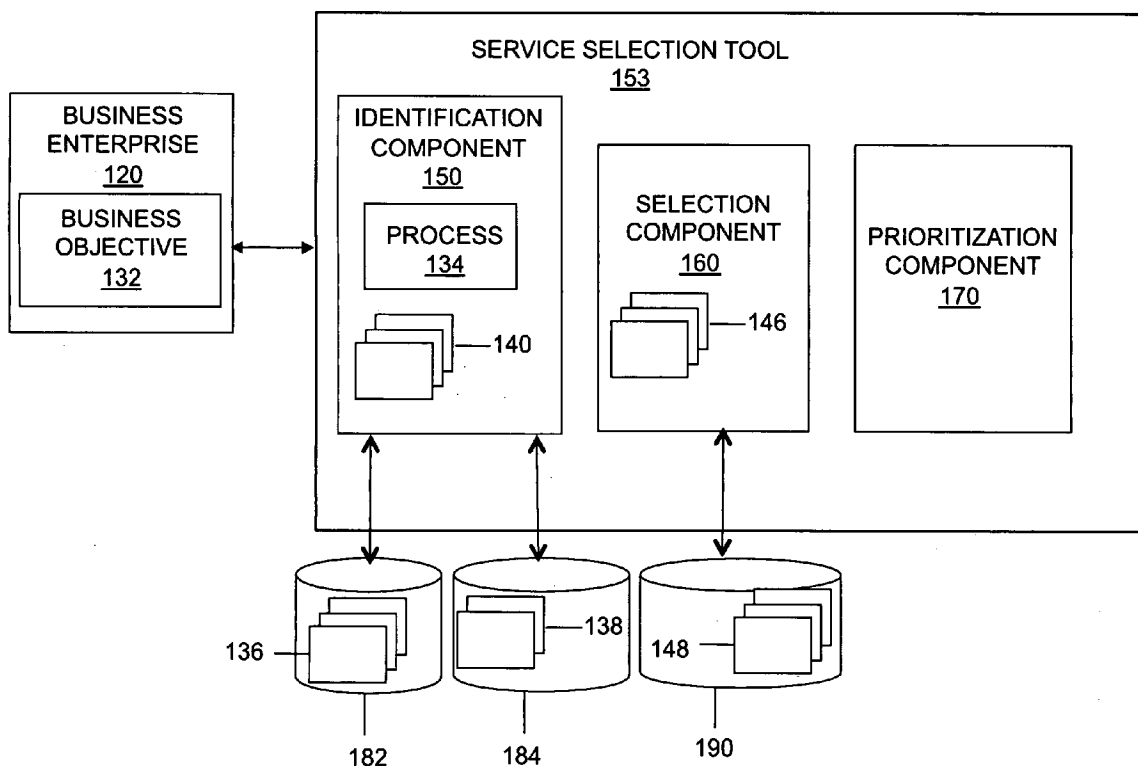 SERVICE SELECTION TOOL
153
BUSINESS
ENTERPRISE
120
BUSINESS
OBJECTIVE
132
IDENTIFICATION
COMPONENT
150
PROCESS
134
140
SELECTION
COMPONENT
160
146
PRIORITIZATION
COMPONENT
170
136
138
148
182
184
190